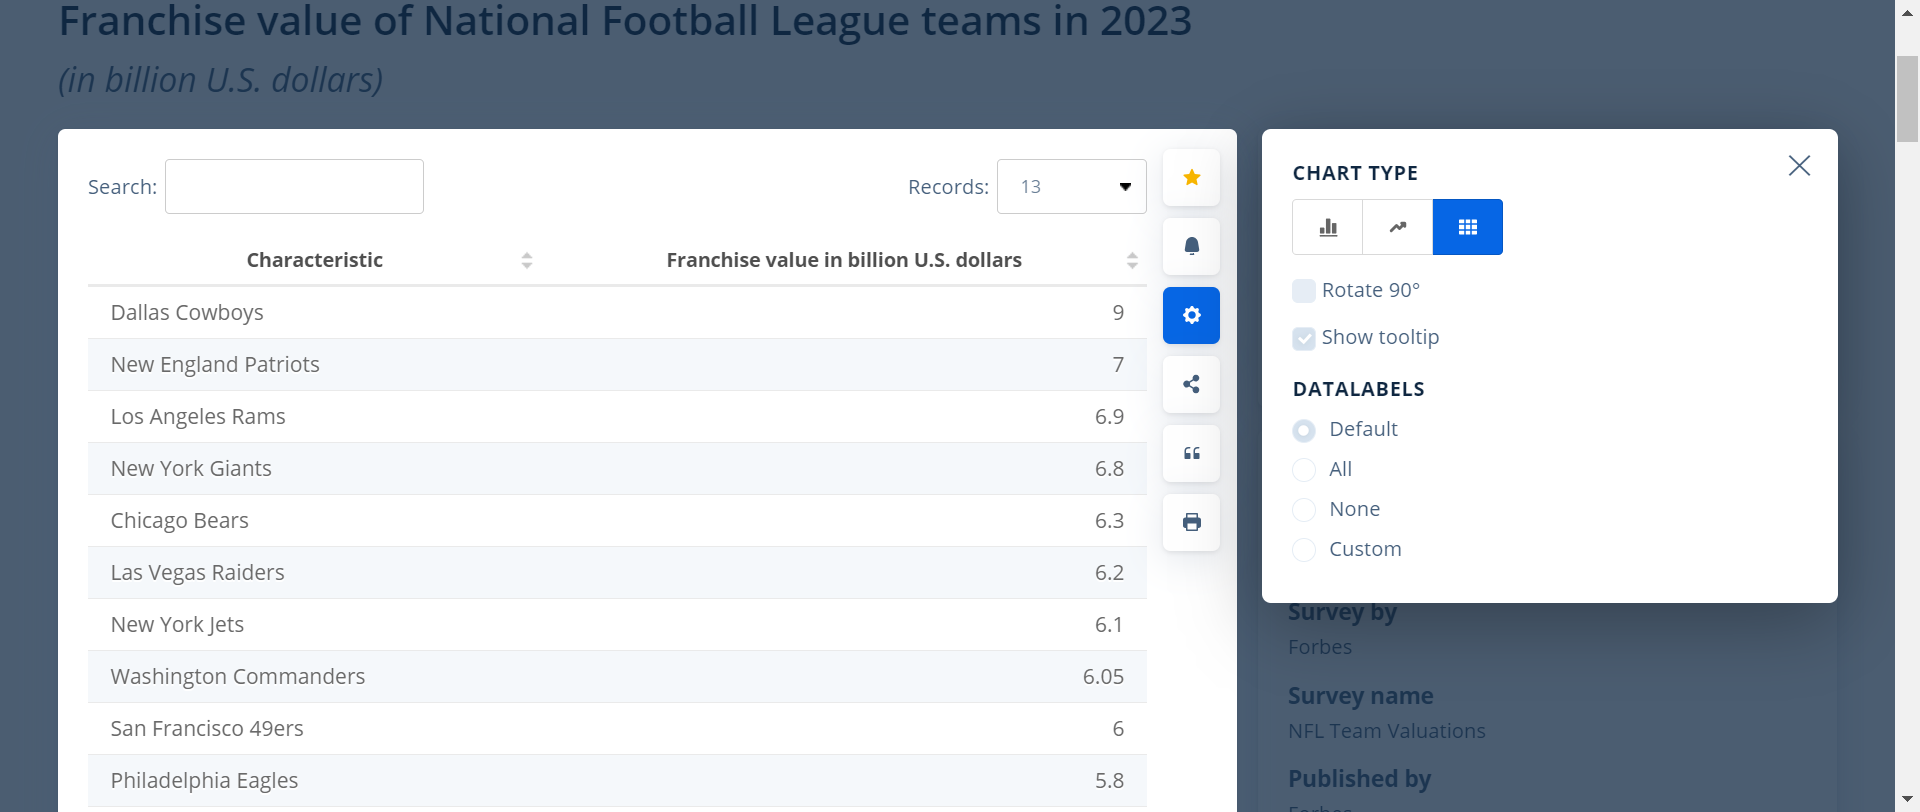 Franchise value of National Football League teams in 2023
(in billion U.S. dollars)
Search:
Records: 13
Characteristic Franchise value in billion U.S. dollars
Dallas Cowboys 9
New England Patriots 7
Los Angeles Rams 6.9
New York Giants 6.8
Chicago Bears 6.3
Las Vegas Raiders 6.2
New York Jets 6.1
Washington Commanders 6.05
San Francisco 49ers 6
Philadelphia Eagles 5.8
CHART TYPE
Rotate 90°
Show tooltip
DATALABELS
Default
All
None
Custom
Survey by
Forbes
Survey name
NFL Team Valuations
Published by